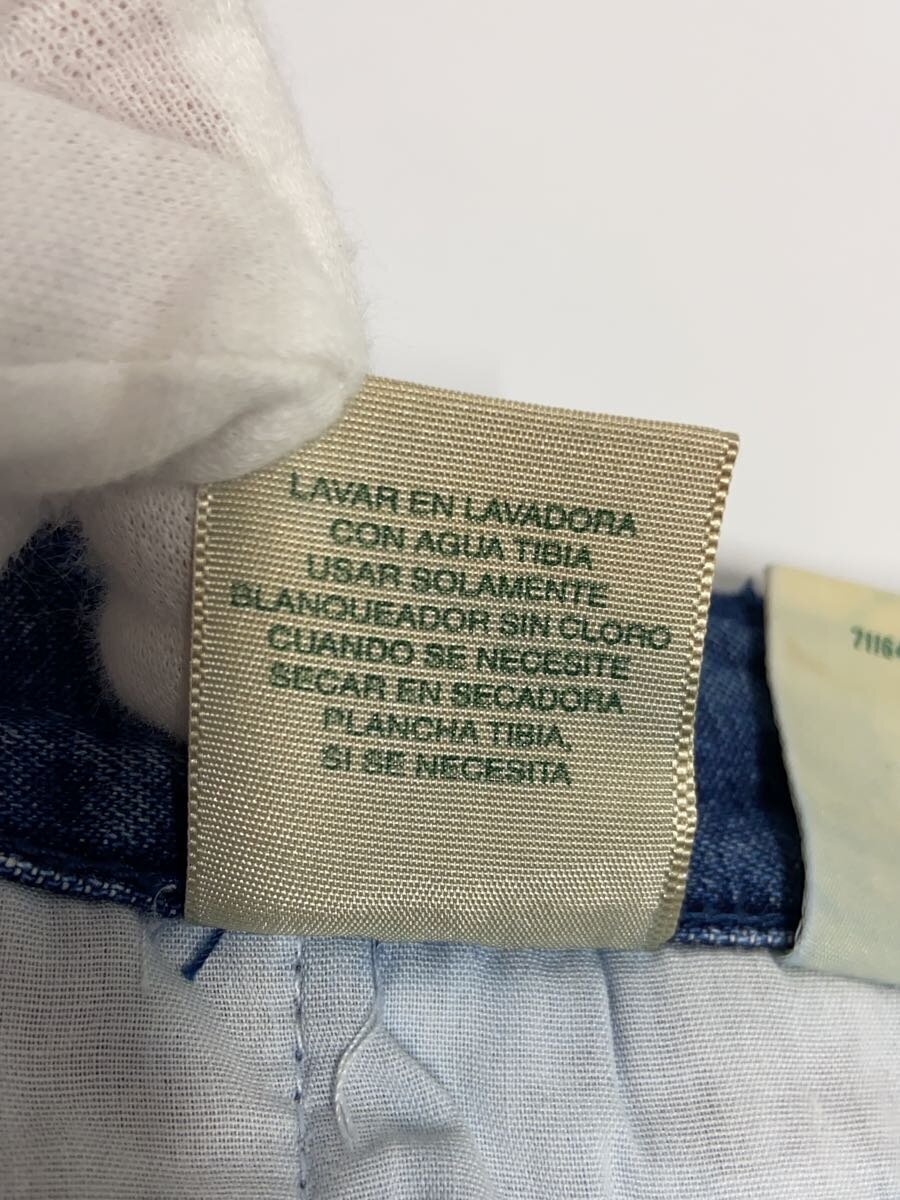 LAVAR EN LAVADORA
CON AGUA TIBIA
USAR SOLAMENTE
BLANQUEADOR SIN CLORO
CUANDO SE NECESITE
SECAR EN SECADORA
PLANCHA TIBIA,
SI SE NECESITA